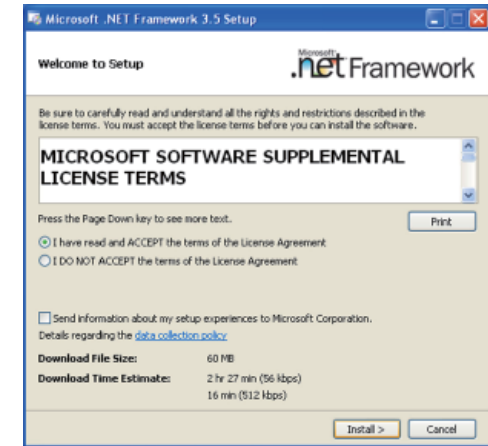 Microsoft .NET Framework 3.5 Setup
Welcome to Setup
Microsoft
.net Framework
Be sure to carefully read and understand all the rights and restrictions described in the
license terms. You must accept the license terms before you can install the software.
MICROSOFT SOFTWARE SUPPLEMENTAL
LICENSE TERMS
Press the Page Down key to see more text.
Print
I have read and ACCEPT the terms of the License Agreement
I DO NOT ACCEPT the terms of the License Agreement
Send information about my setup experiences to Microsoft Corporation.
Details regarding the data collection policy
Download File Size: 60 MB
Download Time Estimate: 2 hr 27 min (56 kbps)
16 min (512 kbps)
Install >
Cancel